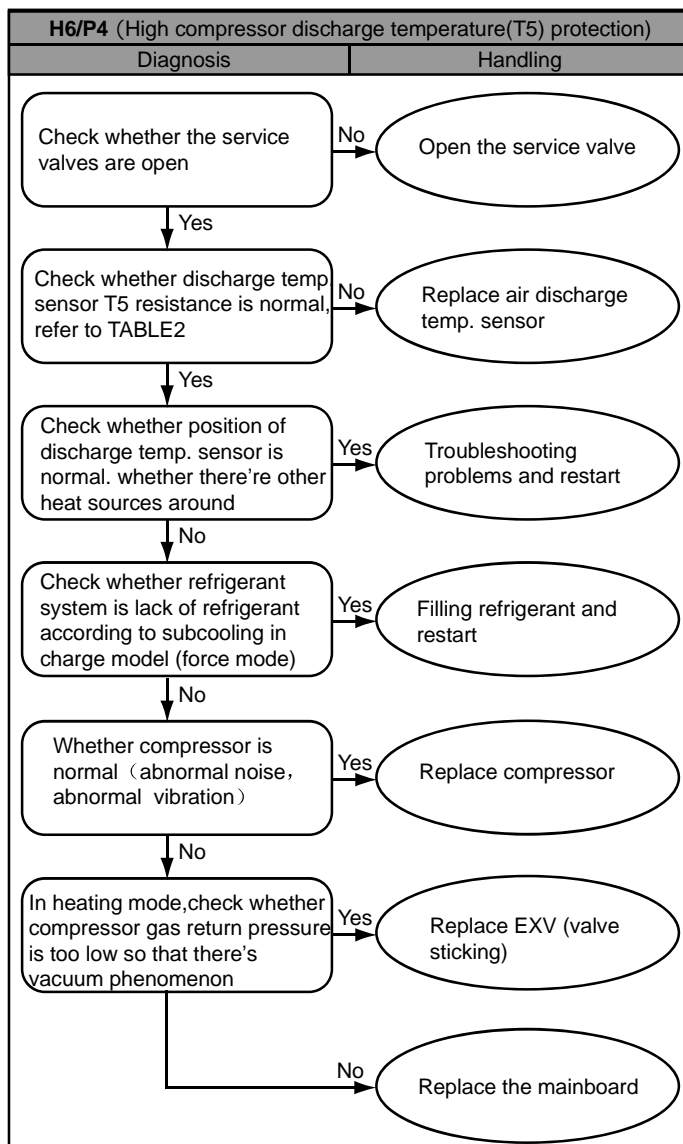 H6/P4（High compressor discharge temperature(T5) protection)
Diagnosis
Handling
Check whether the service
valves are open
No
Open the service valve
Yes
Check whether discharge temp.
sensor T5 resistance is normal,
refer to TABLE2
No
Replace air discharge
temp. sensor
Yes
Check whether position of
discharge temp. sensor is
normal. whether there're other
heat sources around
Yes
Troubleshooting
problems and restart
No
Check whether refrigerant
system is lack of refrigerant
according to subcooling in
charge model (force mode)
Yes
Filling refrigerant and
restart
No
Whether compressor is
normal（abnormal noise，
abnormal vibration）
Yes
Replace compressor
No
In heating mode,check whether
compressor gas return pressure
is too low so that there's
vacuum phenomenon
Yes
Replace EXV (valve
sticking)
No
Replace the mainboard